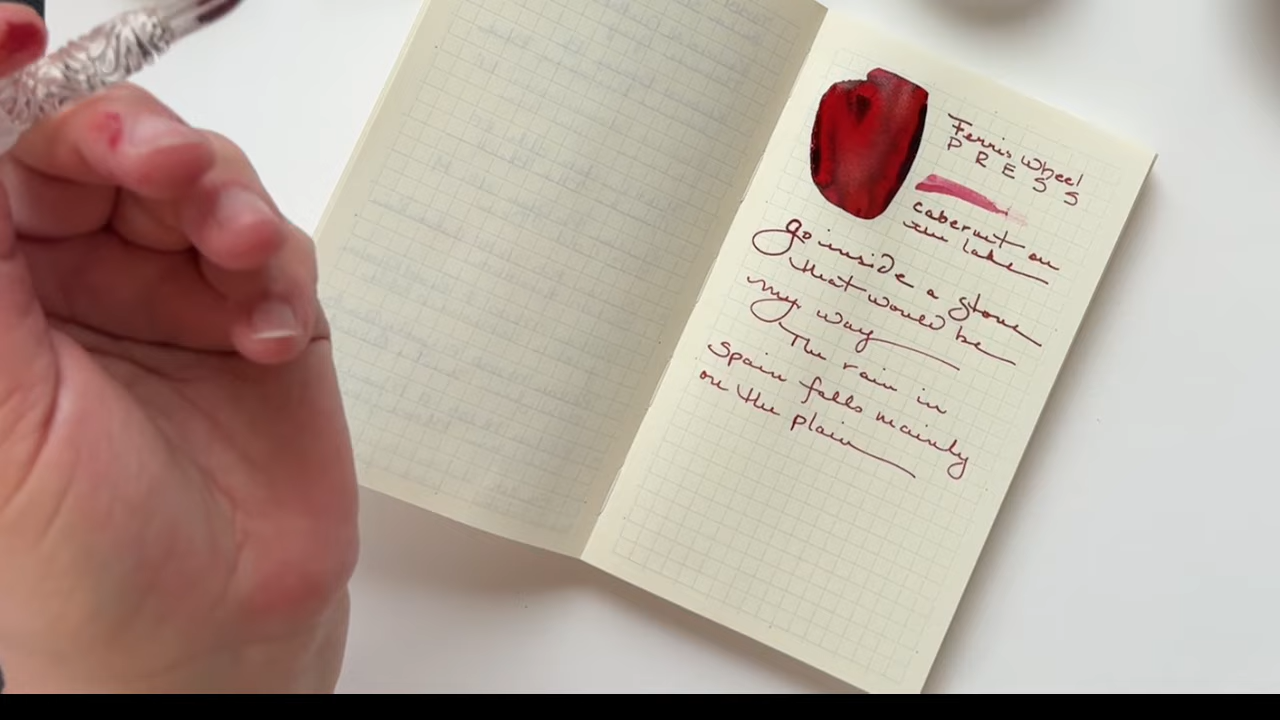 Ferris Wheel
PRESS
cabernet on
the lake
go inside a stone
that would be
my way
The rain in
Spain falls mainly
on the plain